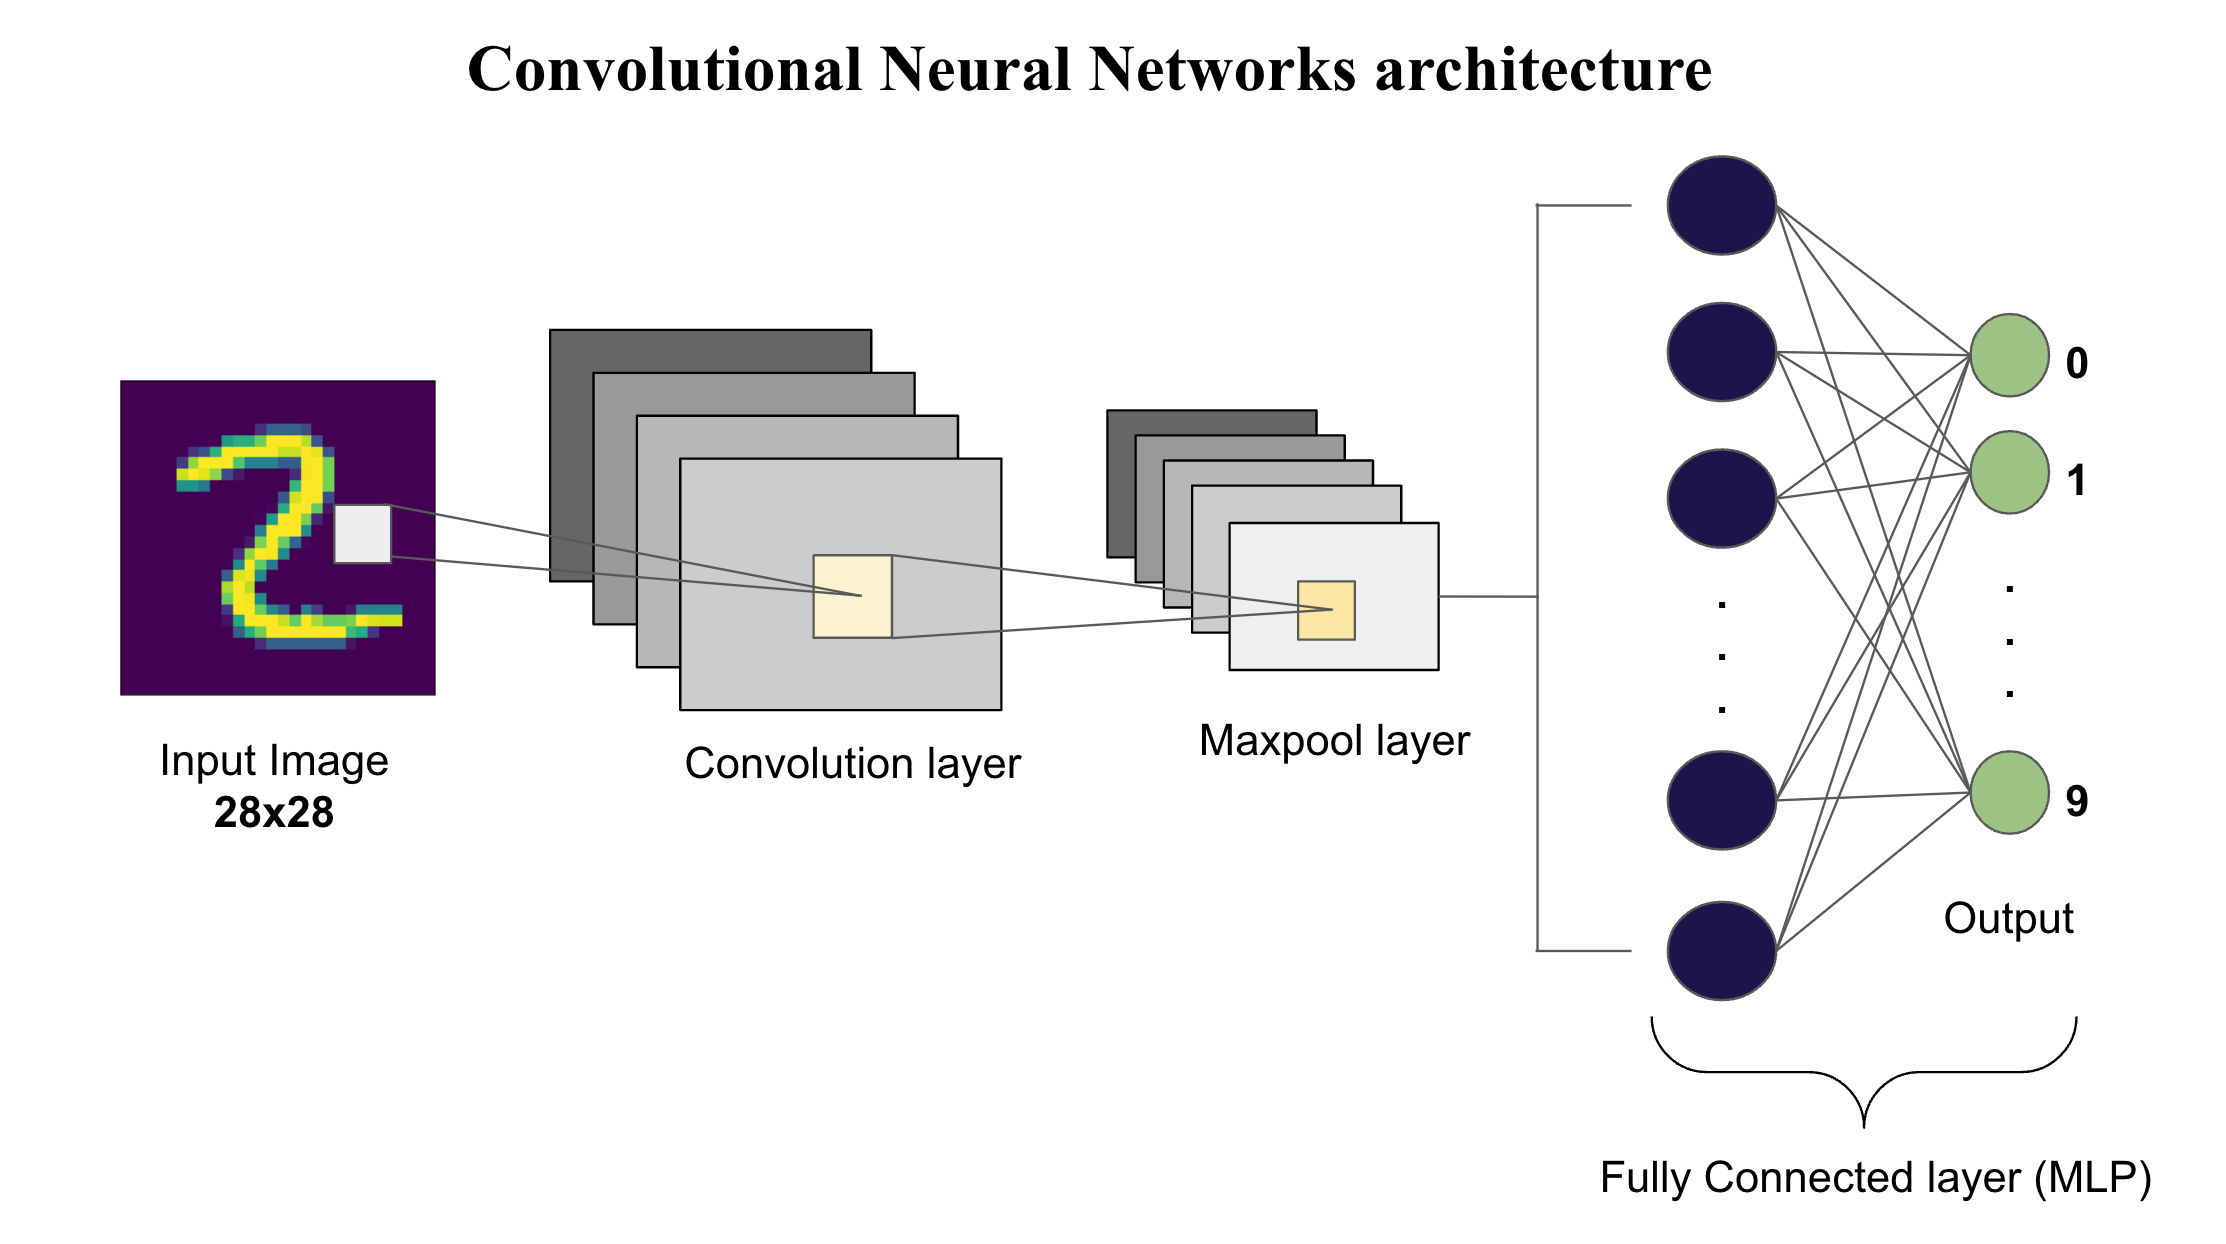 Convolutional Neural Networks architecture
Input Image
28x28
Convolution layer
Maxpool layer
0
1
.
.
.
.
.
.
9
Output
Fully Connected layer (MLP)